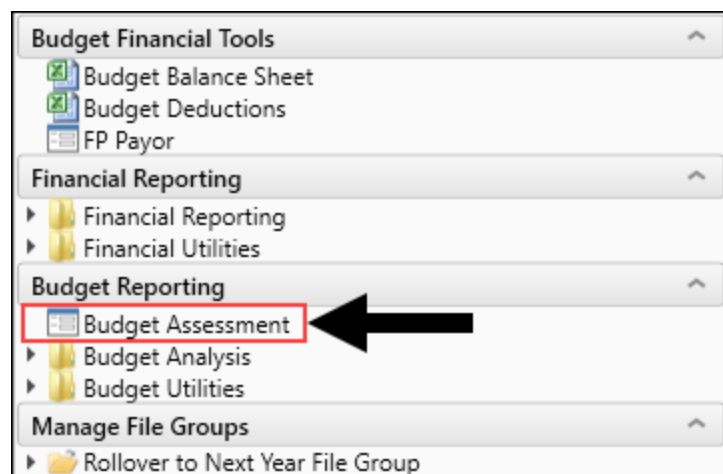 Budget Financial Tools
Budget Balance Sheet
Budget Deductions
FP Payor
Financial Reporting
Financial Reporting
Financial Utilities
Budget Reporting
Budget Assessment
Budget Analysis
Budget Utilities
Manage File Groups
Rollover to Next Year File Group